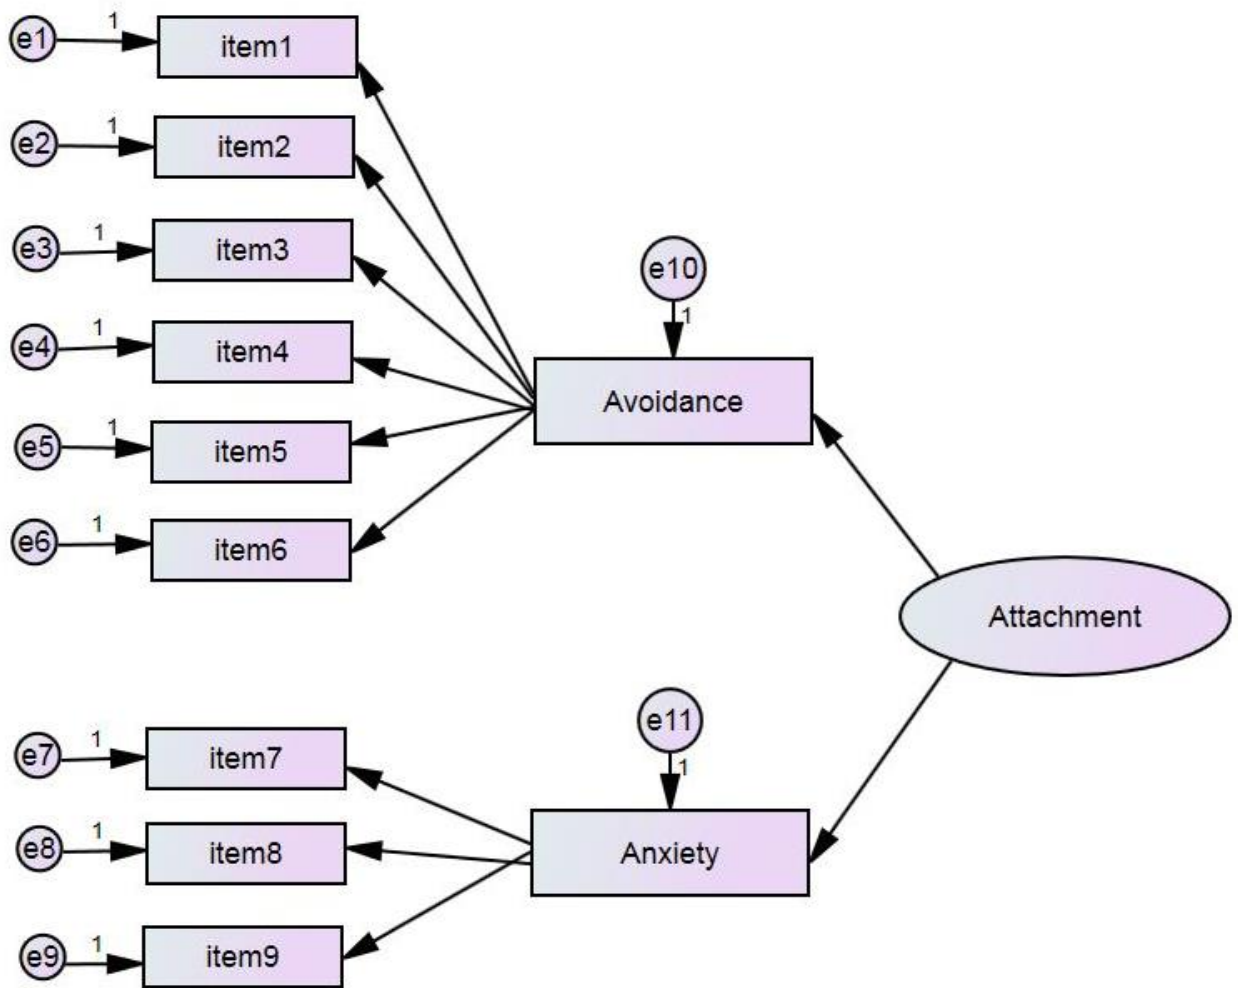 e1
1
item1
e2
1
item2
e3
1
item3
e10
1
e4
1
item4
Avoidance
e5
1
item5
e6
1
item6
Attachment
e11
1
e7
1
item7
e8
1
item8
Anxiety
e9
1
item9